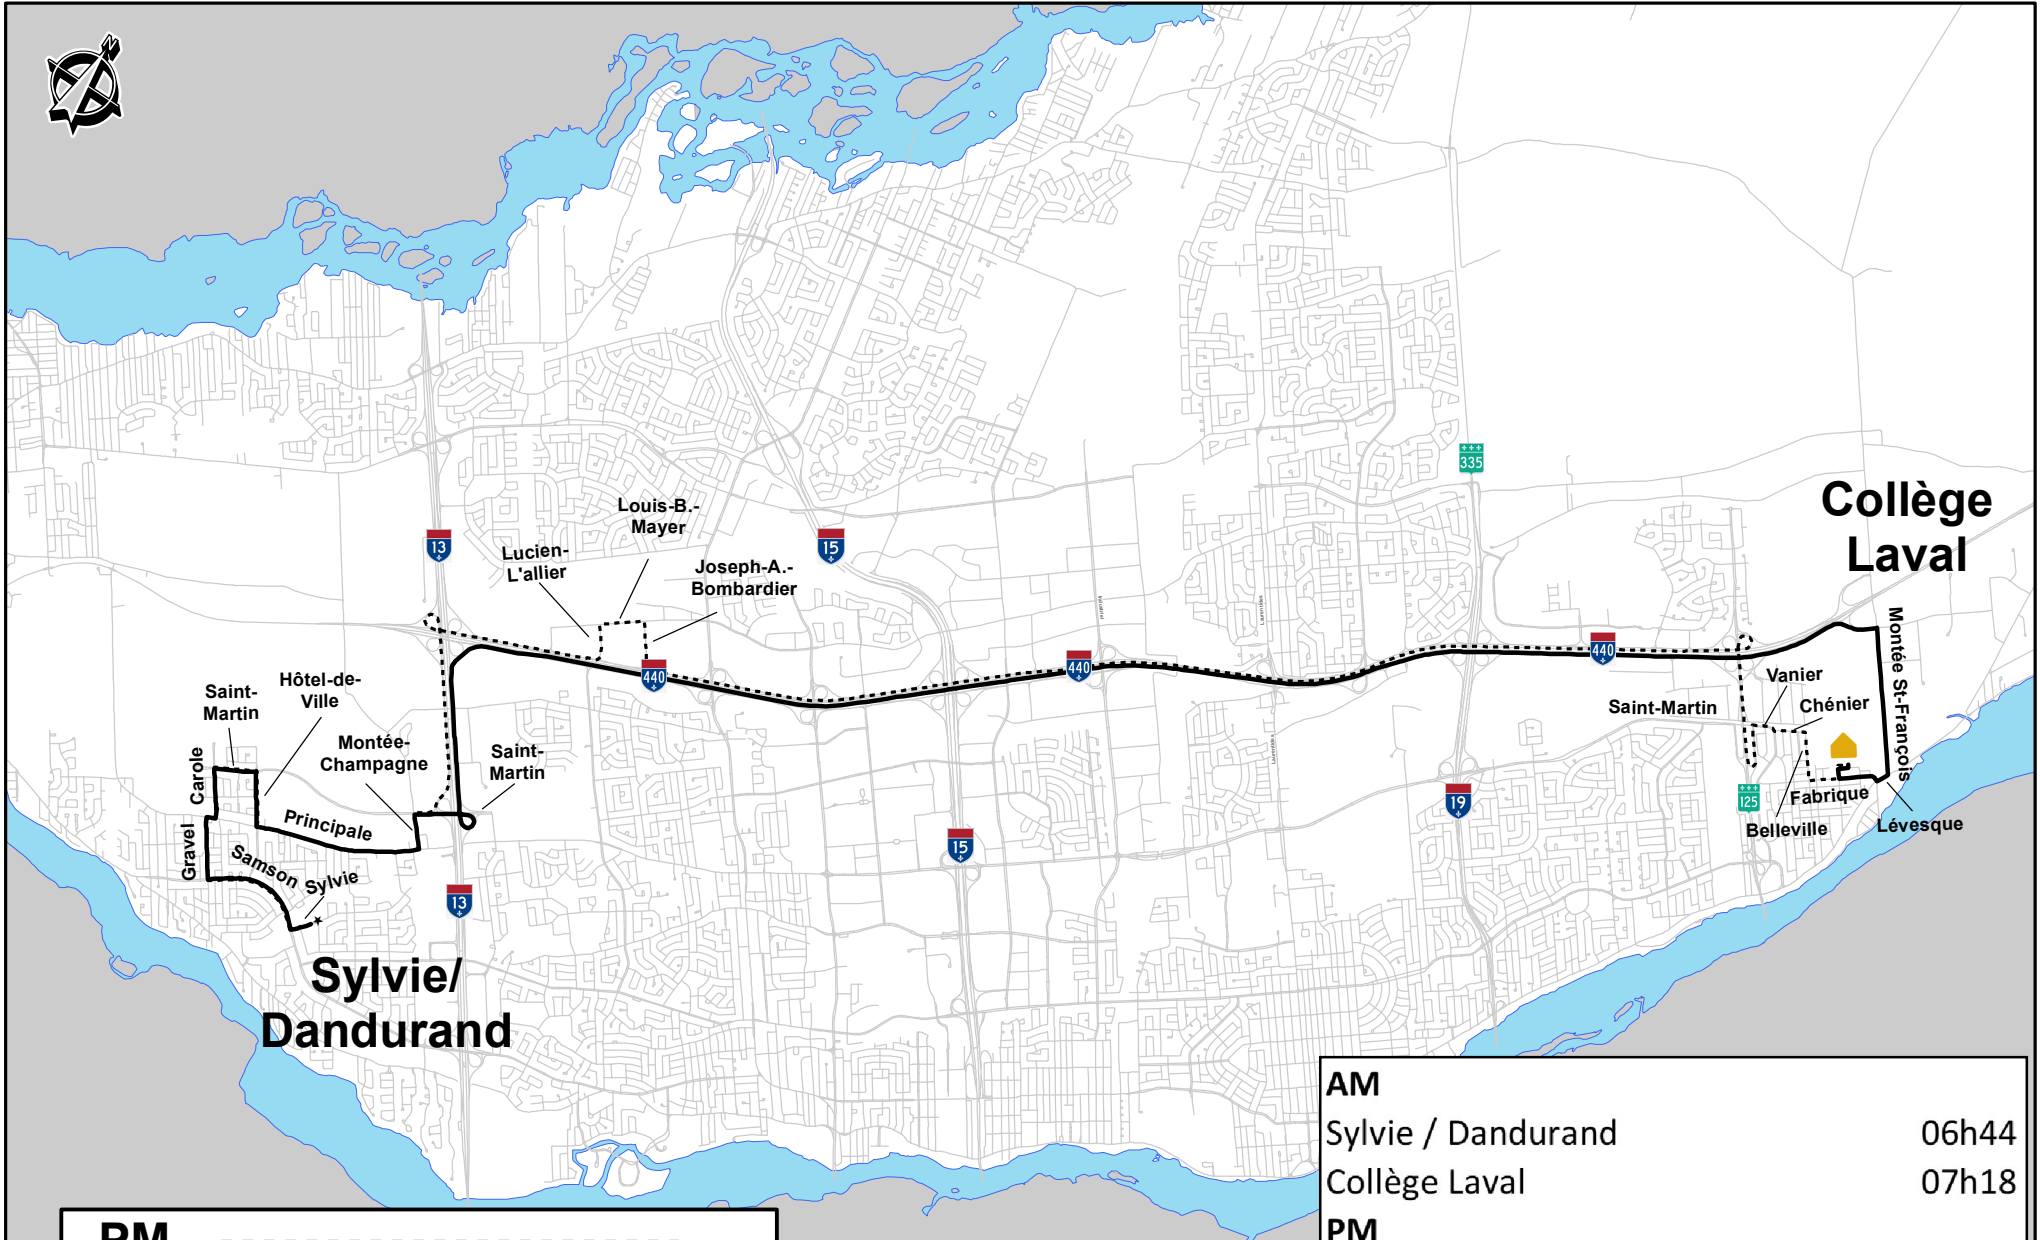 N
335
Collège
Laval
Louis-B.-
Mayer
13
15
Lucien-
L'allier
Joseph-A.-
Bombardier
Montée St-François
440
440
440
Vanier
Saint-
Martin
Hôtel-de-
Ville
Saint-Martin
Chénier
Montée-
Champagne
Saint-
Martin
Carole
Principale
19
125
Fabrique
Belleville
Lévesque
Gravel
Samson
Sylvie
15
13
Sylvie/
Dandurand
AM
Sylvie / Dandurand 06h44
Collège Laval 07h18
PM
PM